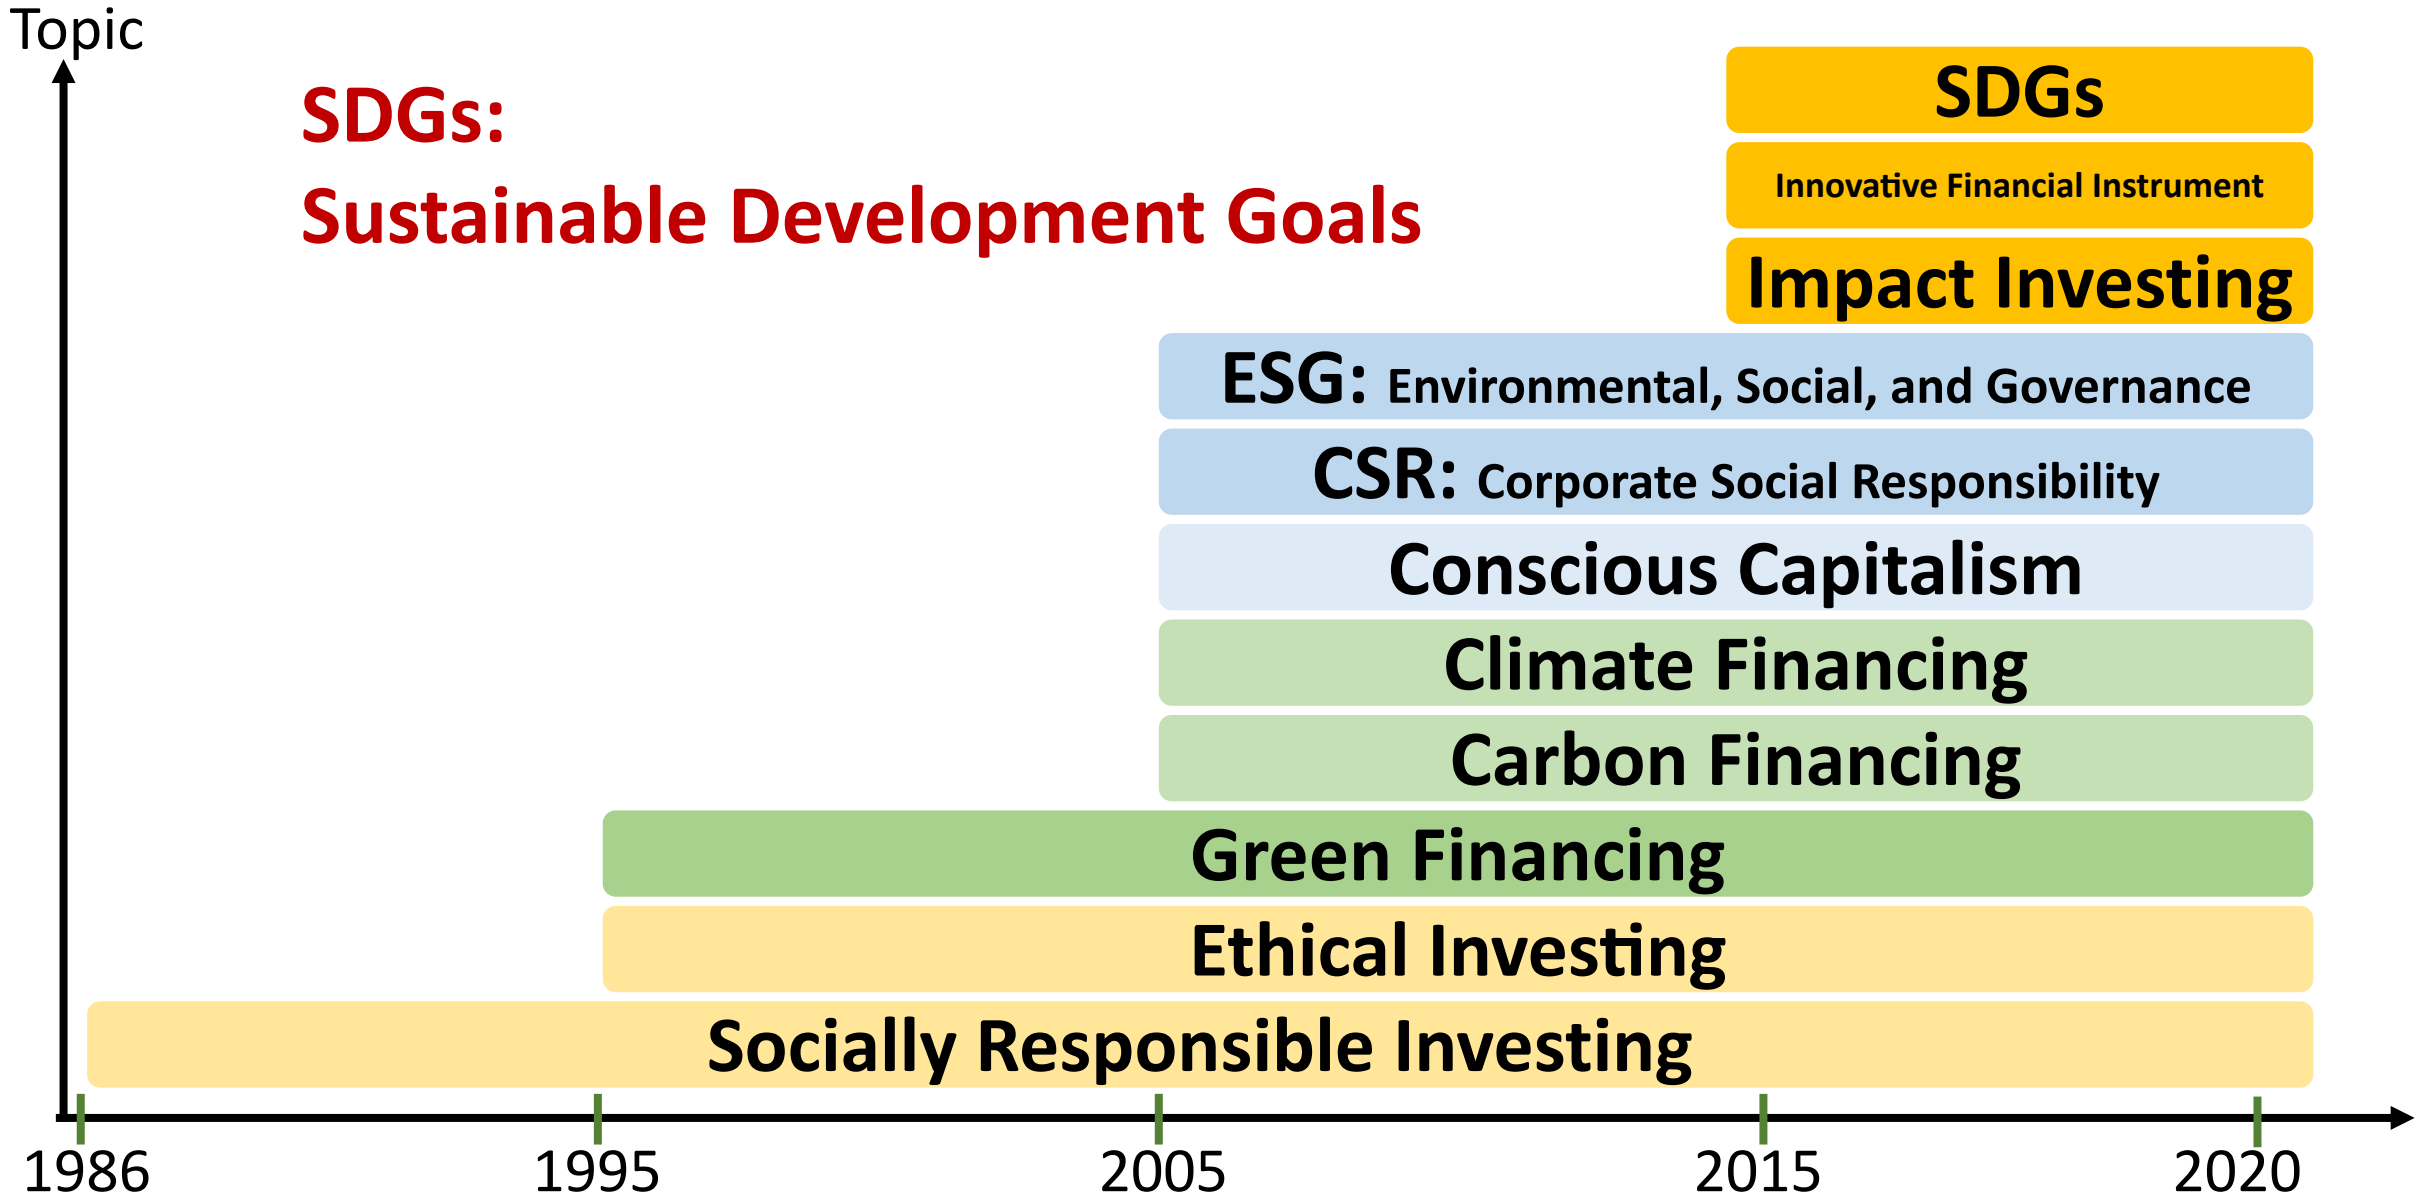 Topic
SDGs:
Sustainable Development Goals
SDGs
Innovative Financial Instrument
Impact Investing
ESG: Environmental, Social, and Governance
CSR: Corporate Social Responsibility
Conscious Capitalism
Climate Financing
Carbon Financing
Green Financing
Ethical Investing
Socially Responsible Investing
1986 1995 2005 2015 2020